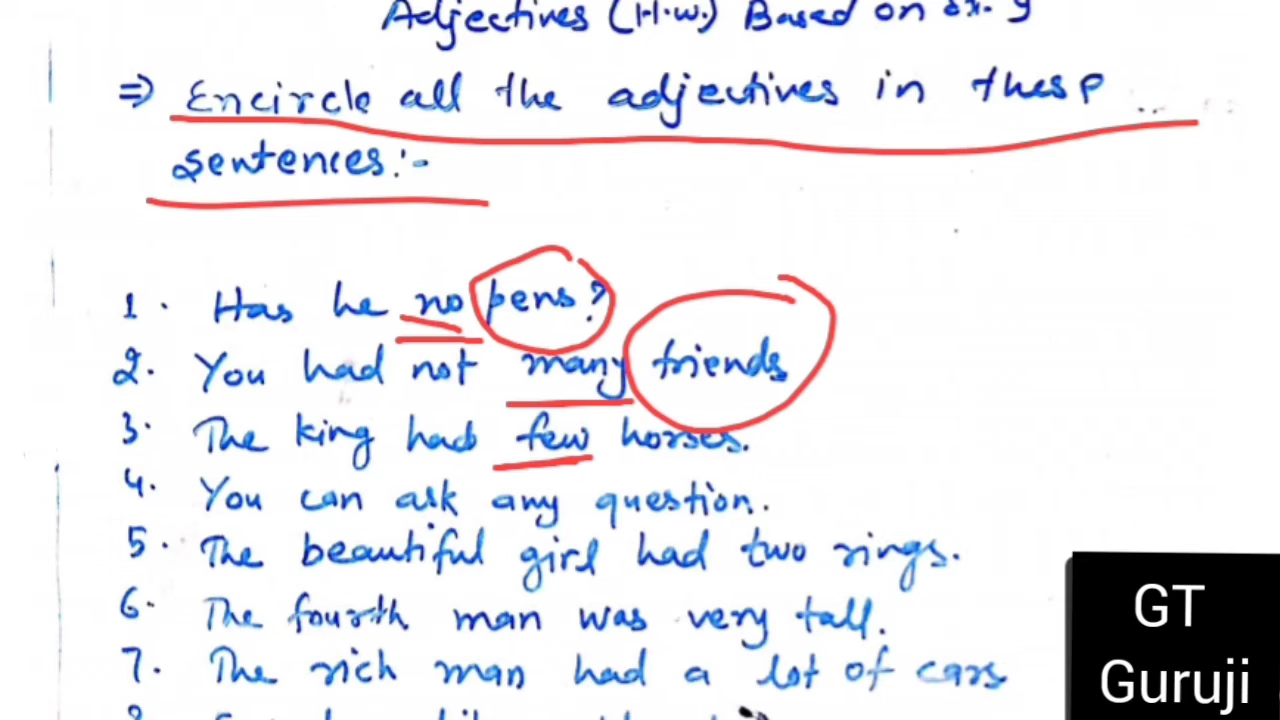 Adjectives (H.w.) Based on Ex. 9
⇒ Encircle all the adjectives in these
sentences:-
1. Has he no pens?
2. You had not many friends
3. The king had few horses.
4. You can ask any question.
5. The beautiful girl had two rings.
6. The fourth man was very tall.
7. The rich man had a lot of cars
8.
GT
Guruji